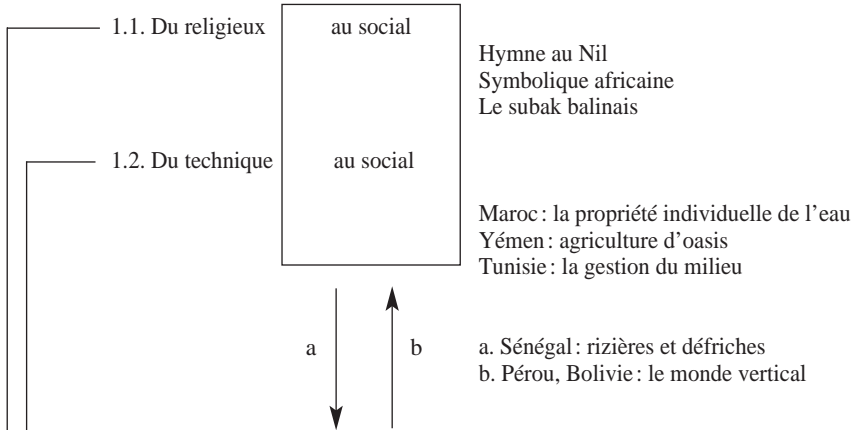 1.1. Du religieux au social
Hymne au Nil
Symbolique africaine
Le subak balinais
1.2. Du technique au social
Maroc : la propriété individuelle de l’eau
Yémen : agriculture d’oasis
Tunisie : la gestion du milieu
a b
a. Sénégal : rizières et défriches
b. Pérou, Bolivie : le monde vertical